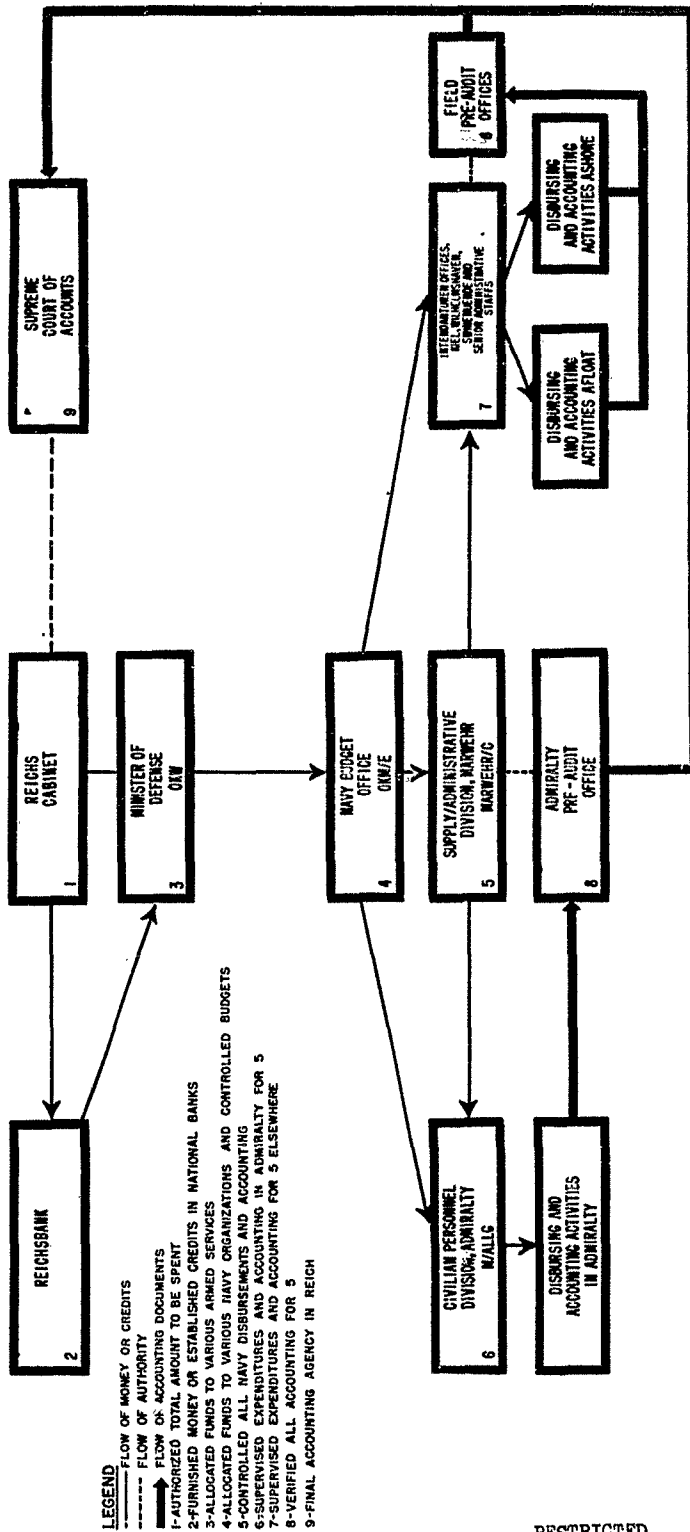 SUPREME
COURT OF
ACCOUNTS
9
REICHS
CABINET
1
REICHSBANK
2
MINISTER OF
DEFENSE
OKW
3
NAVY BUDGET
OFFICE
OKM/E
4
SUPPLY/ADMINISTRATIVE
DIVISION, MARWEHR
MARWEHR/C
5
CIVILIAN PERSONNEL
DIVISION, ADMIRALTY
M/ALLG
6
INTENDANTURER OFFICES,
KIEL, WILHELMSHAVEN,
SWINEMUENDE AND
SENIOR ADMINISTRATIVE
STAFFS
7
FIELD
PRE-AUDIT
OFFICES
8
DISBURSING
AND ACCOUNTING
ACTIVITIES AFLOAT
DISBURSING
AND ACCOUNTING
ACTIVITIES ASHORE
ADMIRALTY
PRE-AUDIT
OFFICE
8
DISBURSING AND
ACCOUNTING ACTIVITIES
IN ADMIRALTY
LEGEND
FLOW OF MONEY OR CREDITS
FLOW OF AUTHORITY
FLOW OF ACCOUNTING DOCUMENTS
1-AUTHORIZED TOTAL AMOUNT TO BE SPENT
2-FURNISHED MONEY OR ESTABLISHED CREDITS IN NATIONAL BANKS
3-ALLOCATED FUNDS TO VARIOUS ARMED SERVICES
4-ALLOCATED FUNDS TO VARIOUS NAVY ORGANIZATIONS AND CONTROLLED BUDGETS
5-CONTROLLED ALL NAVY DISBURSEMENTS AND ACCOUNTING
6-SUPERVISED EXPENDITURES AND ACCOUNTING IN ADMIRALTY FOR 5
7-SUPERVISED EXPENDITURES AND ACCOUNTING FOR 5 ELSEWHERE
8-VERIFIED ALL ACCOUNTING FOR 5
9-FINAL ACCOUNTING AGENCY IN REICH
RESTRICTED